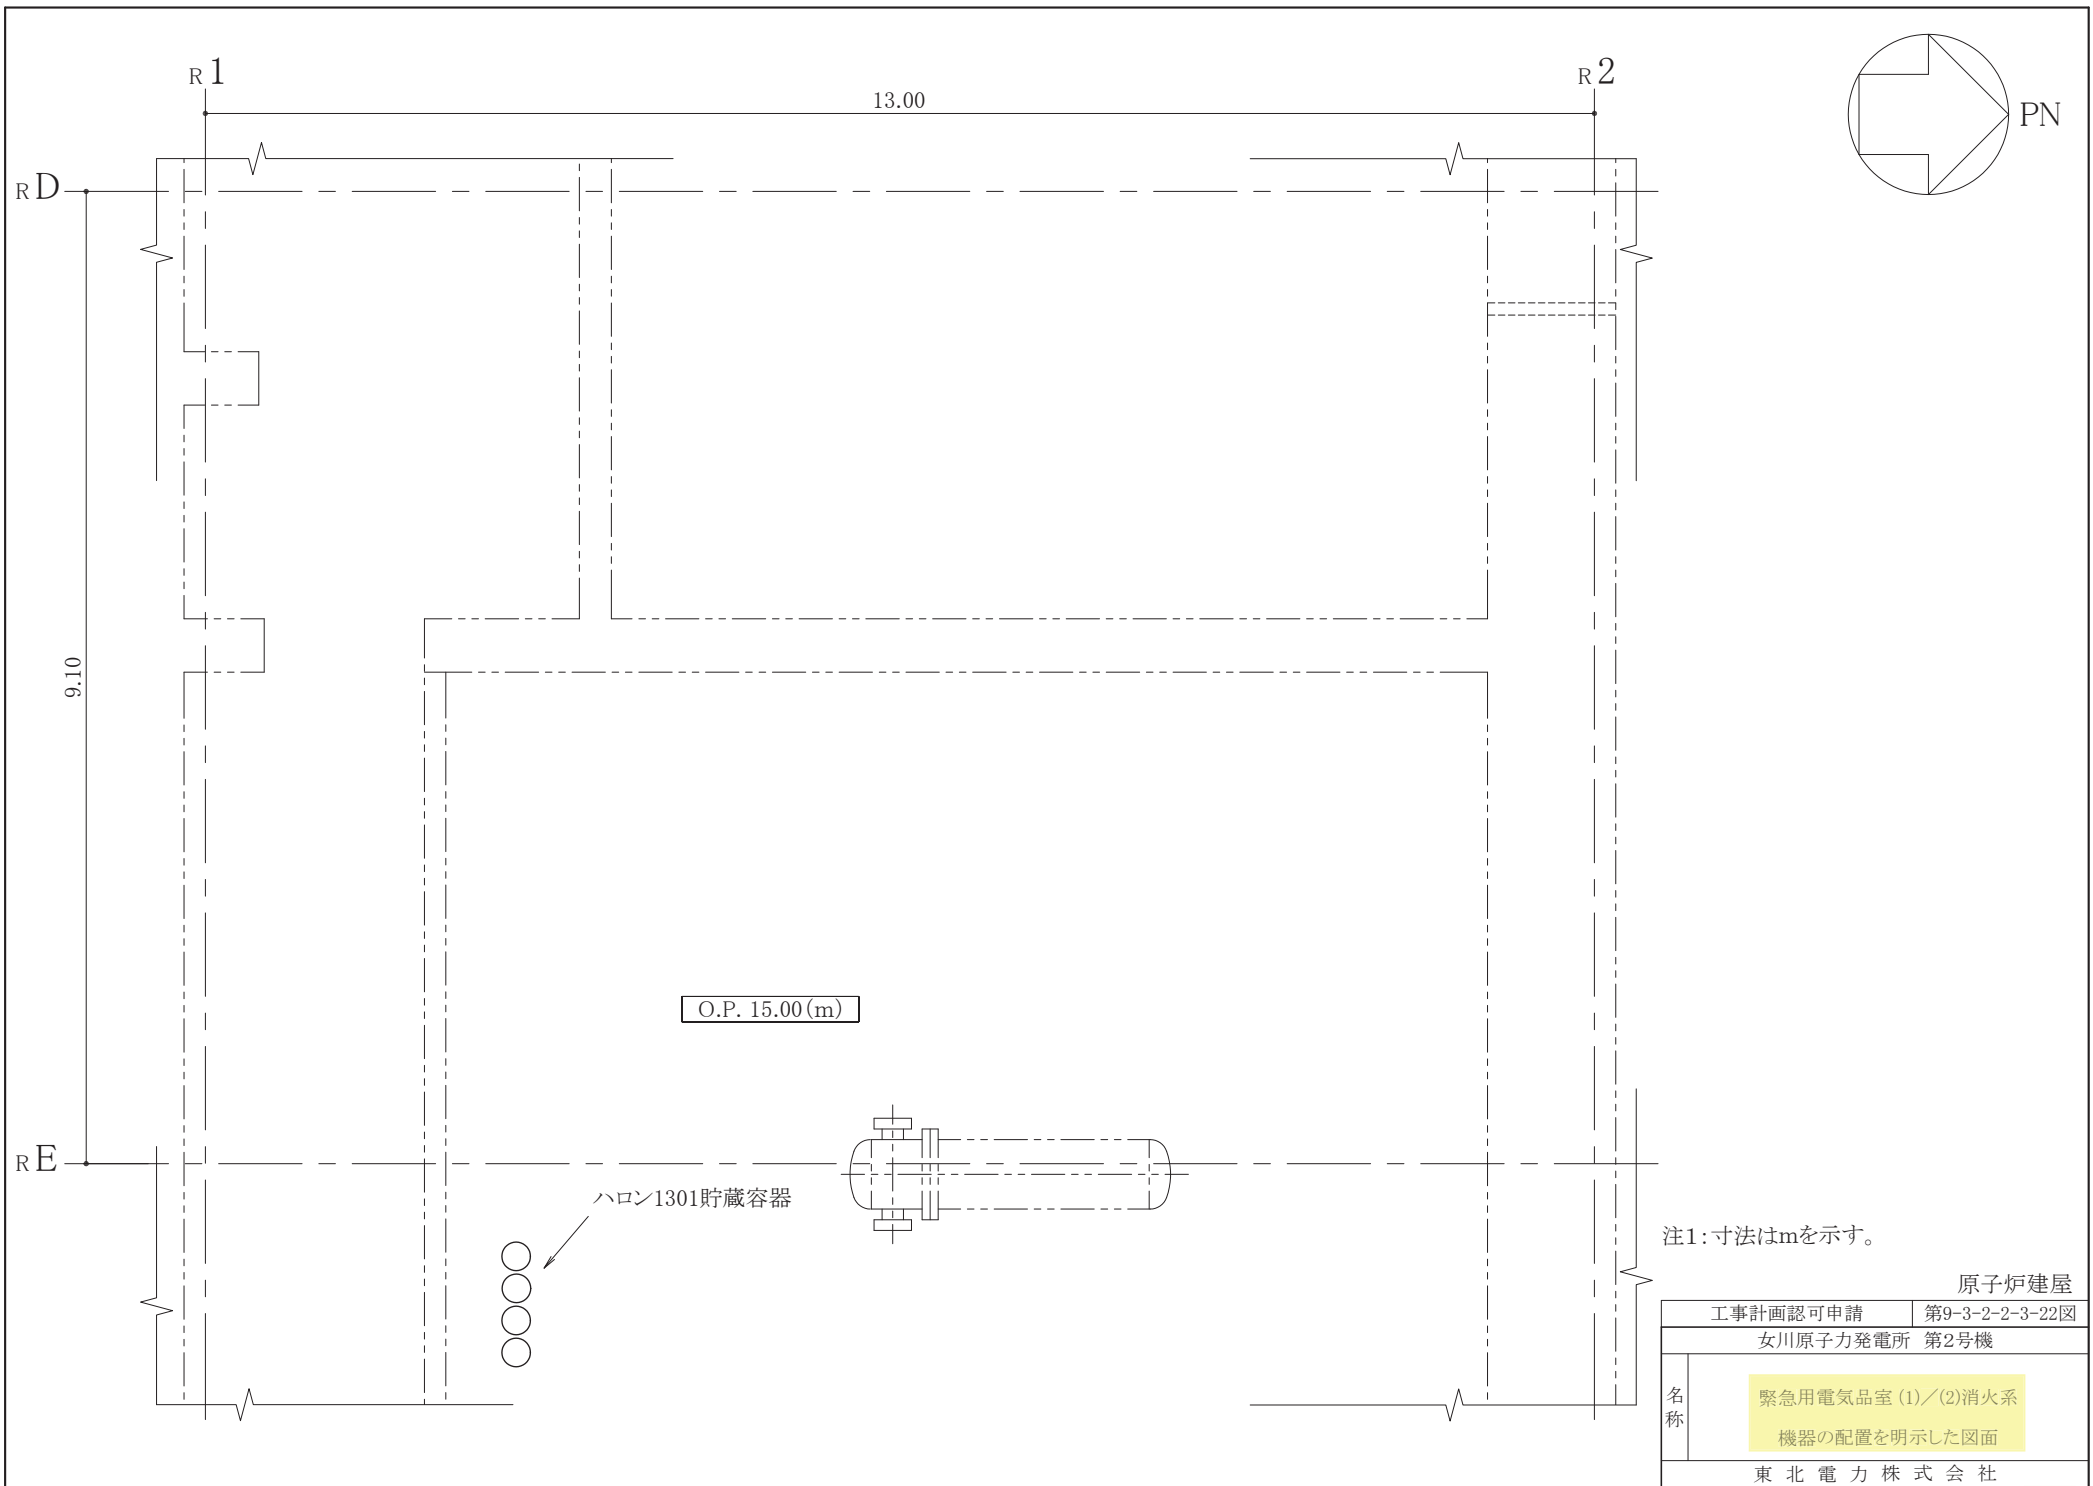 R1
R2
13.00
PN
RD
9.10
O.P. 15.00(m)
RE
ハロン1301貯蔵容器
注1:寸法はmを示す。
原子炉建屋
工事計画認可申請 第9-3-2-2-3-22図
女川原子力発電所 第2号機
名称
緊急用電気品室(1)/(2)消火系
機器の配置を明示した図面
東北電力株式会社